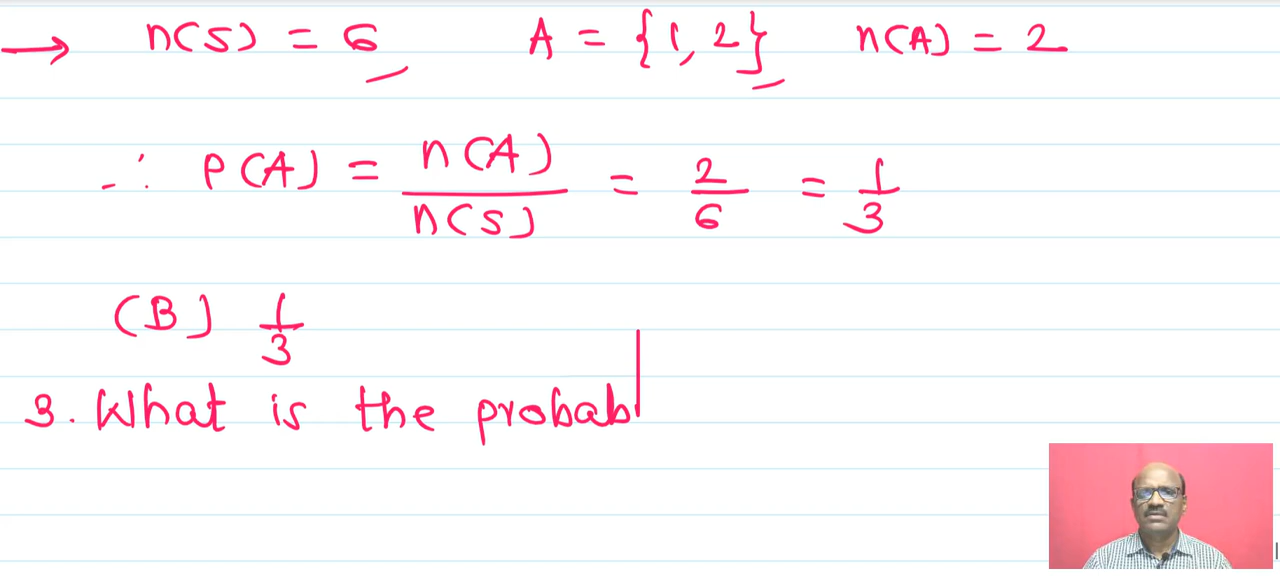 → n(S) = 6 A = {1, 2} n(A) = 2
∴ P(A) = n(A)/n(S) = 2/6 = 1/3
(B) 1/3
3. What is the probab